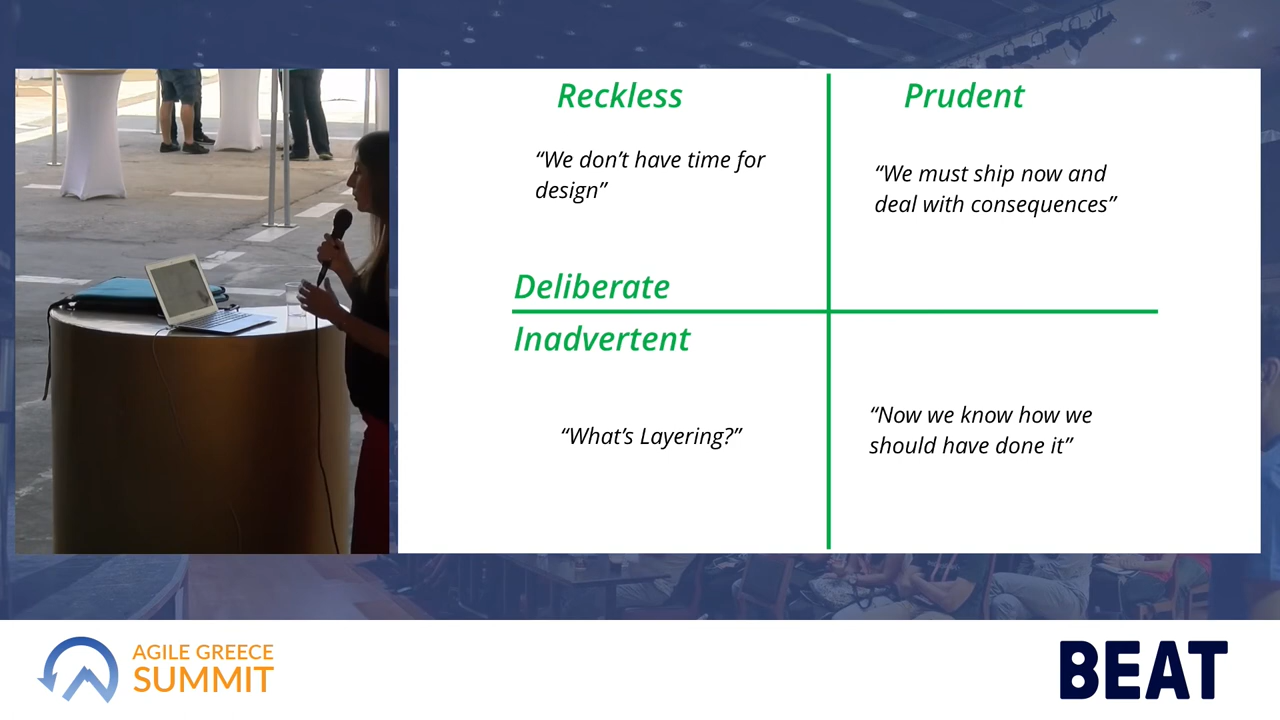 Reckless
Prudent
“We don’t have time for
design”
“We must ship now and
deal with consequences”
Deliberate
Inadvertent
“What’s Layering?”
“Now we know how we
should have done it”
AGILE GREECE
SUMMIT
BEAT